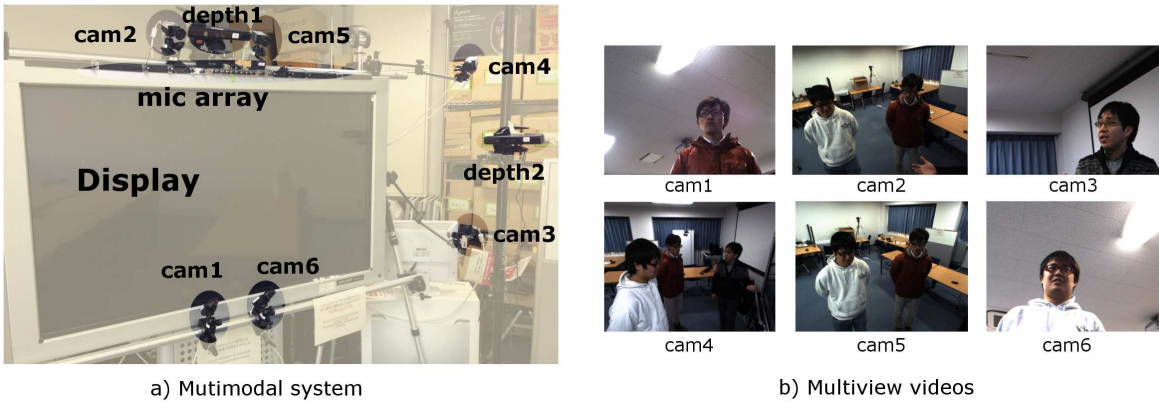 depth1
cam2
cam5
cam4
mic array
Display
depth2
cam3
cam1
cam6
a) Mutimodal system
cam1
cam2
cam3
cam4
cam5
cam6
b) Multiview videos